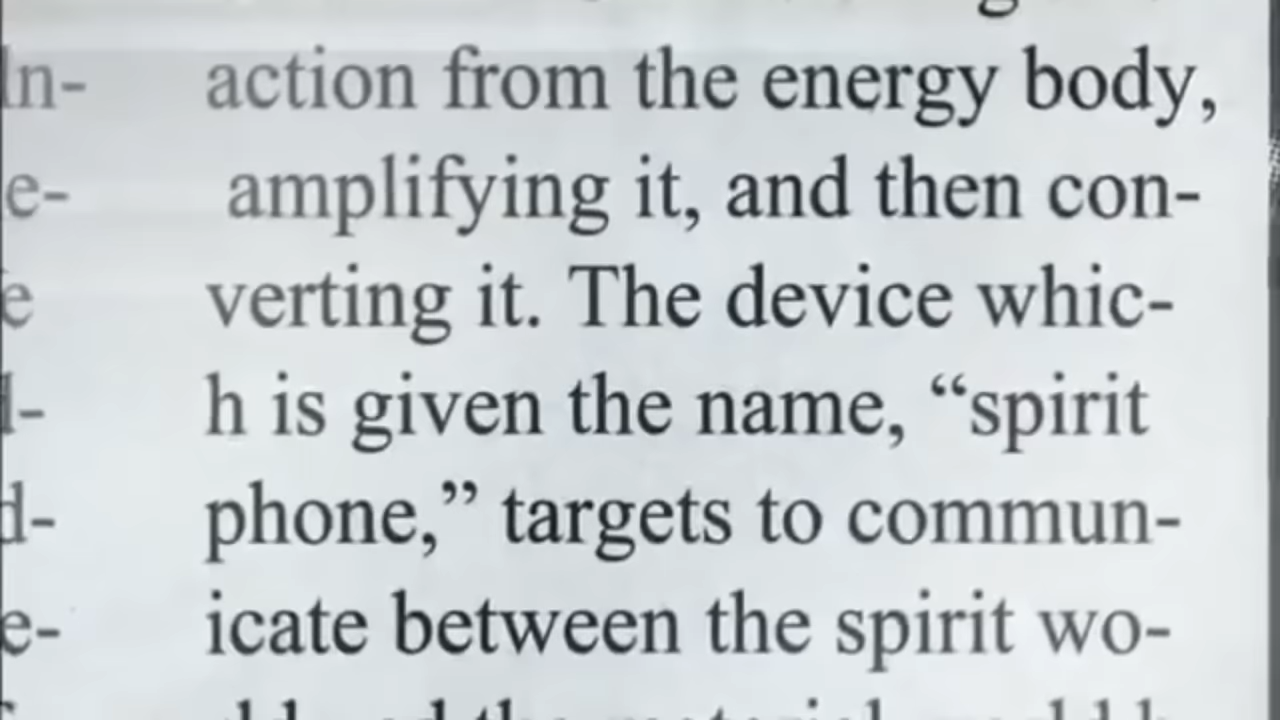 action from the energy body,
amplifying it, and then con-
verting it. The device whic-
h is given the name, “spirit
phone,” targets to commun-
icate between the spirit wo-